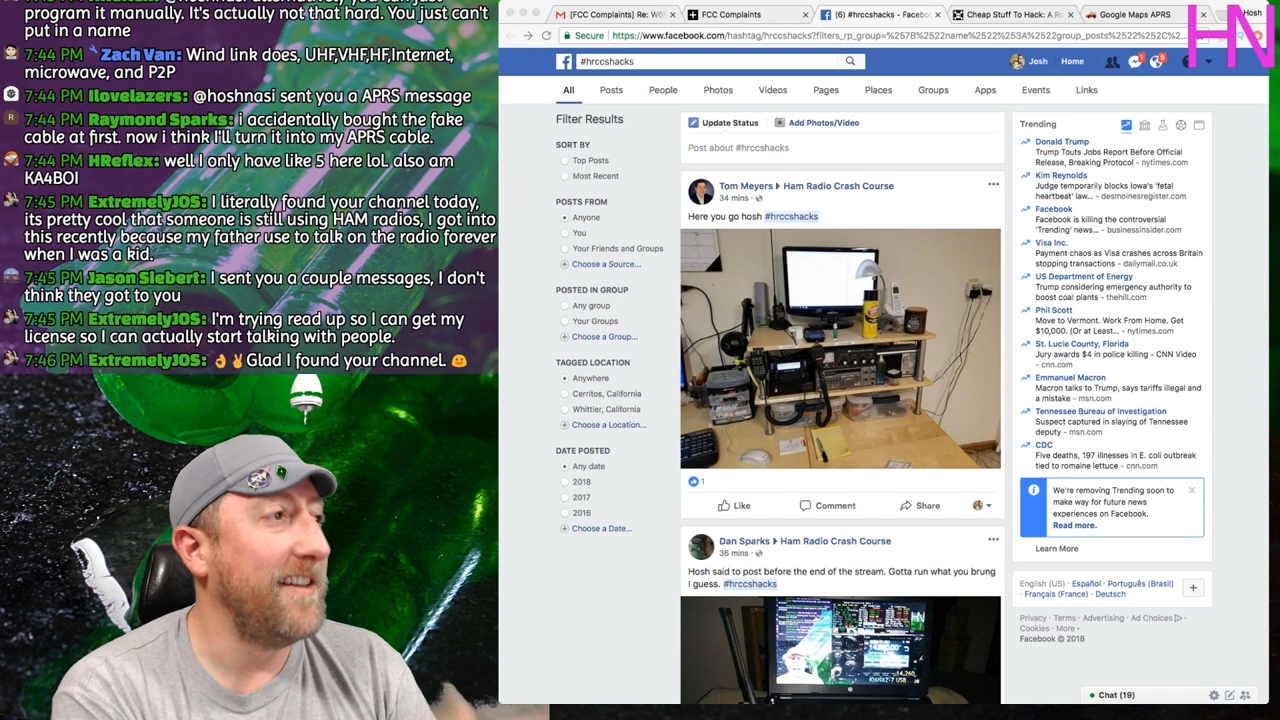 @hoshnasi alternatively you can just
program it manually. It's actually not that hard. You just can't
put in a name
7:44 PM Zach Van: Wind link does, UHF,VHF,HF,Internet,
microwave, and P2P
7:44 PM Ilovelazers: @hoshnasi sent you a APRS message
7:44 PM Raymond Sparks: i accidentally bought the fake
cable at first. now i think I'll turn it into my APRS cable.
7:44 PM HReflex: well I only have like 5 here lol,also am
KA4BOI
7:45 PM ExtremelyJOS: I literally found your channel today,
its pretty cool that someone is still using Ham radios, I got into
Ham recently because my father use to talk on the radio forever
when I was a kid.
7:45 PM Jason Siebert: I sent you a couple messages, I don't
think they got to you
7:45 PM ExtremelyJOS: I'm trying read up so I can get my
license so I can actually start talking with people.
7:46 PM ExtremelyJOS: 👌✌Glad I found your channel.
[FCC Complaints] Re: W6 ×
FCC Complaints ×
(6) #hrccshacks - Facebo ×
Cheap Stuff To Hack: A R ×
Google Maps APRS ×
Hosh
HN
Secure https://www.facebook.com/hashtag/hrccshacks?filters_rp_group=%257B%2522name%2522%253A%2522group_posts%2522%252C%2...
#hrccshacks
Josh Home
All Posts People Photos Videos Pages Places Groups Apps Events Links
Filter Results
SORT BY
Top Posts
Most Recent
POSTS FROM
Anyone
You
Your Friends and Groups
Choose a Source...
POSTED IN GROUP
Any group
Your Groups
Choose a Group...
TAGGED LOCATION
Anywhere
Cerritos, California
Whittier, California
Choose a Location...
DATE POSTED
Any date
2018
2017
2016
Choose a Date...
Update Status Add Photos/Video
Post about #hrccshacks
Tom Meyers Ham Radio Crash Course
34 mins ·
Here you go hosh #hrccshacks
1
Like Comment Share
Dan Sparks Ham Radio Crash Course
36 mins ·
Hosh said to post before the end of the stream. Gotta run what you brung
I guess. #hrccshacks
Trending
Donald Trump
Trump Touts Jobs Report Before Official
Release, Breaking Protocol - nytimes.com
Kim Reynolds
Judge temporarily blocks Iowa's 'fetal
heartbeat' law... - desmoinesregister.com
Facebook
Facebook is killing the controversial
'Trending' news... - businessinsider.com
Visa Inc.
Payment chaos as Visa crashes across Britain
stopping transactions - dailymail.co.uk
US Department of Energy
Trump considering emergency authority to
boost coal plants - thehill.com
Phil Scott
Move to Vermont. Work From Home. Get
$10,000. (Or at Least... - nytimes.com
St. Lucie County, Florida
Jury awards $4 in police killing - CNN Video
- cnn.com
Emmanuel Macron
Macron talks to Trump, says tariffs illegal and
a mistake - msn.com
Tennessee Bureau of Investigation
Suspect captured in slaying of Tennessee
deputy - msn.com
CDC
Five deaths, 197 illnesses in E. coli outbreak
tied to romaine lettuce - cnn.com
We're removing Trending soon to
make way for future news
experiences on Facebook.
Read more.
Learn More
English (US) · Español · Português (Brasil)
· Français (France) · Deutsch
Privacy · Terms · Advertising · Ad Choices ·
Cookies · More
Facebook © 2018
Chat (19)